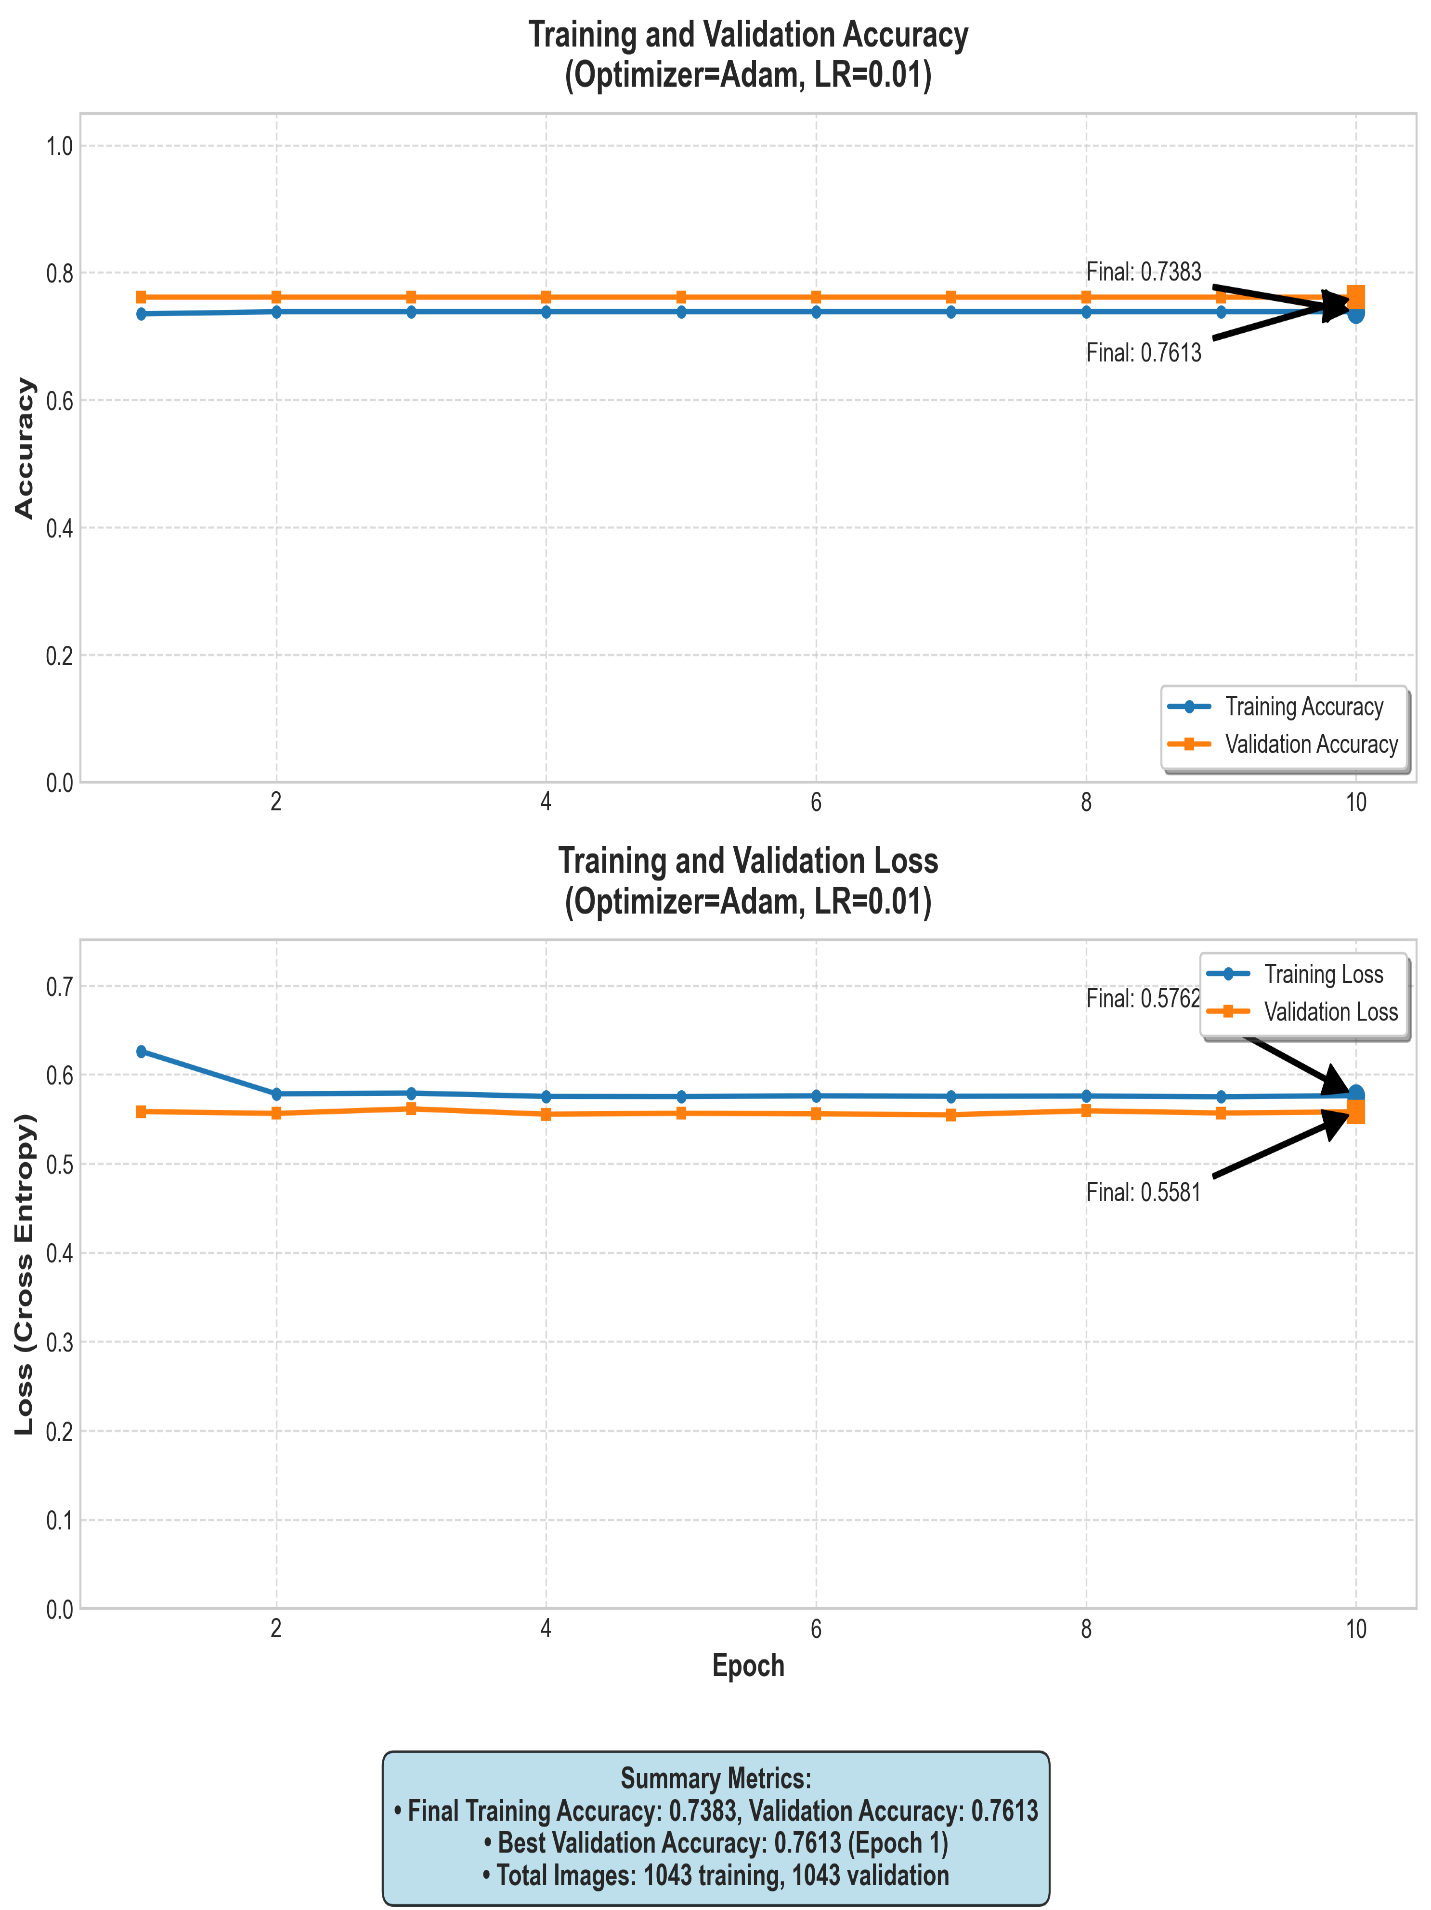 Training and Validation Accuracy
(Optimizer=Adam, LR=0.01)
1.0
0.8
0.6
0.4
0.2
0.0
Accuracy
Final: 0.7383
Final: 0.7613
Training Accuracy
Validation Accuracy
2
4
6
8
10
Training and Validation Loss
(Optimizer=Adam, LR=0.01)
0.7
0.6
0.5
0.4
0.3
0.2
0.1
0.0
Loss (Cross Entropy)
Final: 0.5762
Training Loss
Validation Loss
Final: 0.5581
2
4
6
8
10
Epoch
Summary Metrics:
• Final Training Accuracy: 0.7383, Validation Accuracy: 0.7613
• Best Validation Accuracy: 0.7613 (Epoch 1)
• Total Images: 1043 training, 1043 validation